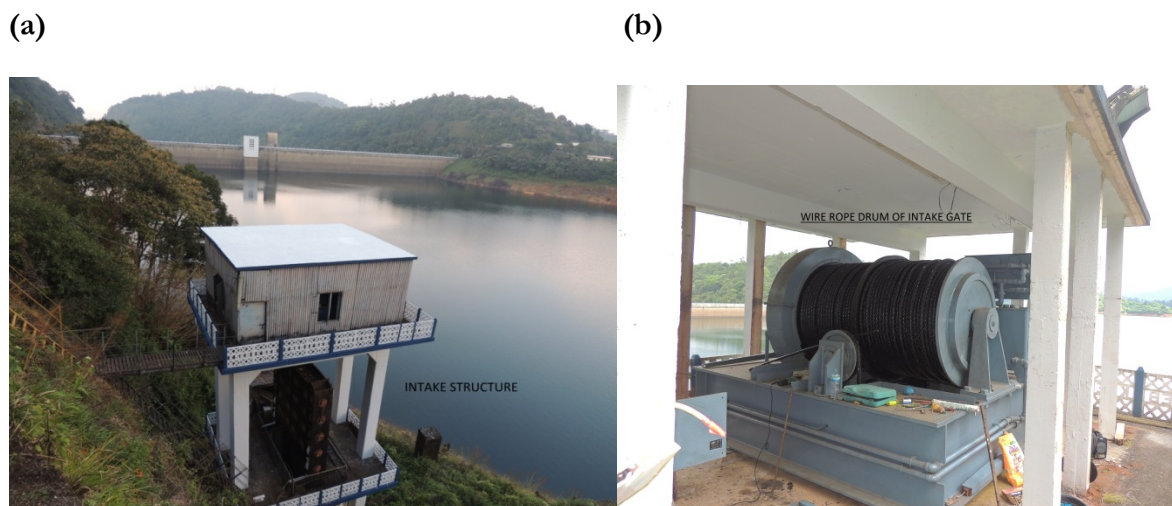 (a)
(b)
INTAKE STRUCTURE
WIRE ROPE DRUM OF INTAKE GATE